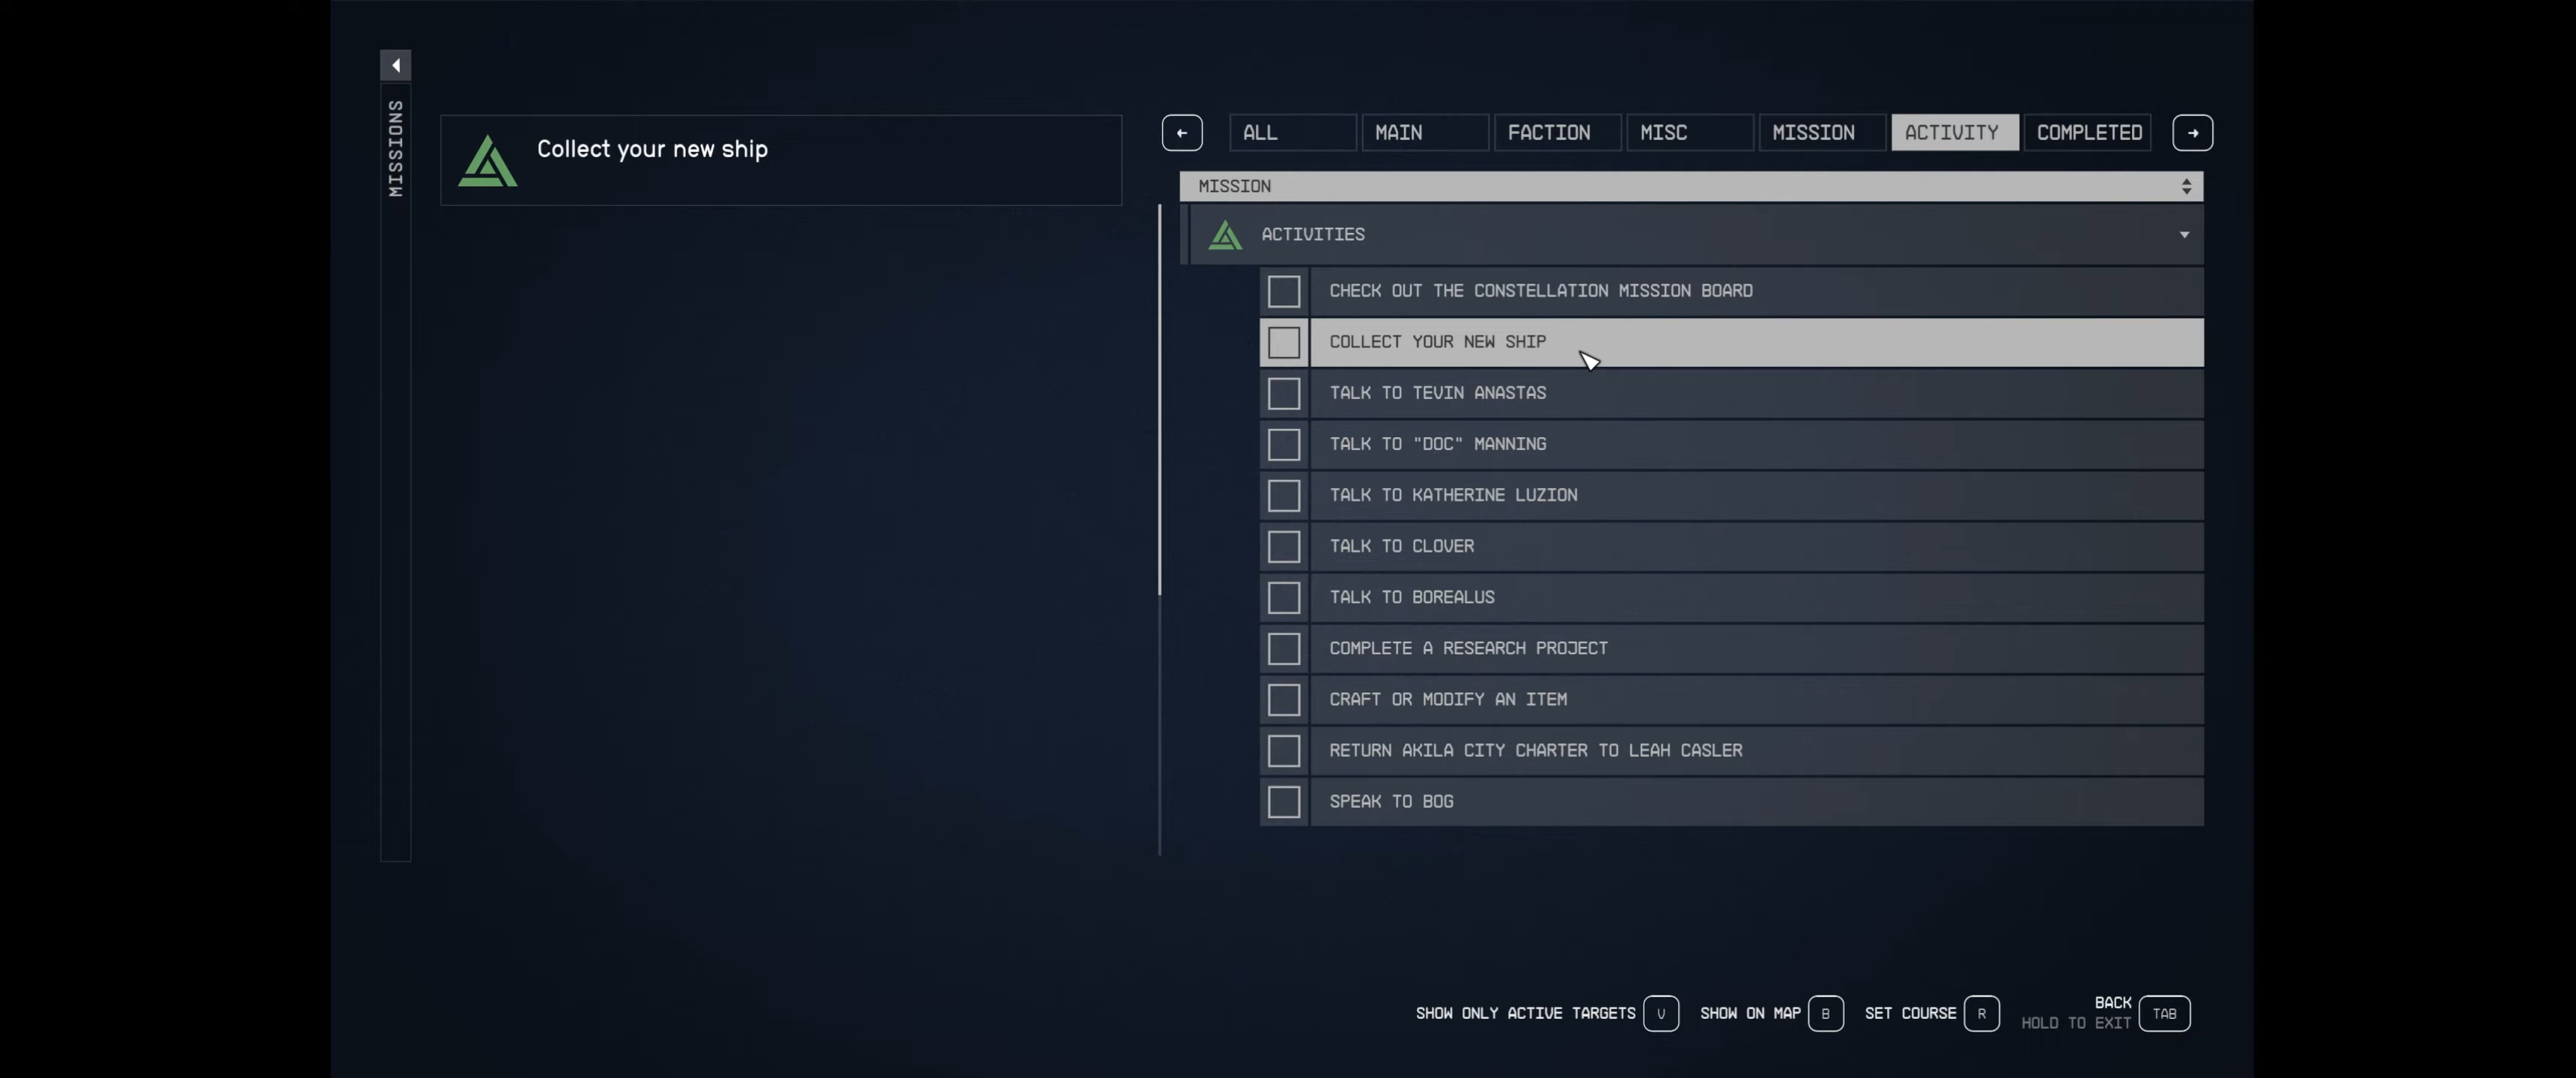 MISSIONS
Collect your new ship
ALL
MAIN
FACTION
MISC
MISSION
ACTIVITY
COMPLETED
MISSION
ACTIVITIES
CHECK OUT THE CONSTELLATION MISSION BOARD
COLLECT YOUR NEW SHIP
TALK TO TEVIN ANASTAS
TALK TO "DOC" MANNING
TALK TO KATHERINE LUZION
TALK TO CLOVER
TALK TO BOREALUS
COMPLETE A RESEARCH PROJECT
CRAFT OR MODIFY AN ITEM
RETURN AKILA CITY CHARTER TO LEAH CASLER
SPEAK TO BOG
SHOW ONLY ACTIVE TARGETS V
SHOW ON MAP B
SET COURSE R
BACK
HOLD TO EXIT TAB